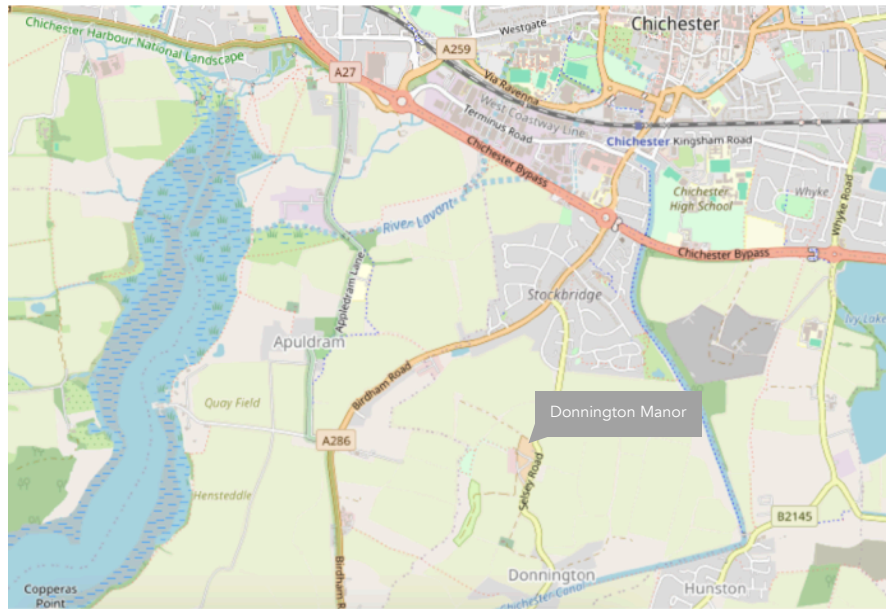 Chichester
Westgate
A259
Chichester Harbour National Landscape
A27
Via Ravenna
West Coastway Line
Terminus Road
Chichester
Kingsham Road
Chichester Bypass
Chichester
High School
Whyke
Whyke Road
River Lavant
Chichester Bypass
Appledram Lane
Stockbridge
Ivy Lake
Apuldram
Birdham Road
Quay Field
Donnington Manor
A286
Selsey Road
Hensteddle
B2145
Donnington
Hunston
Copperas
Point
Birdham R
Chichester Canal